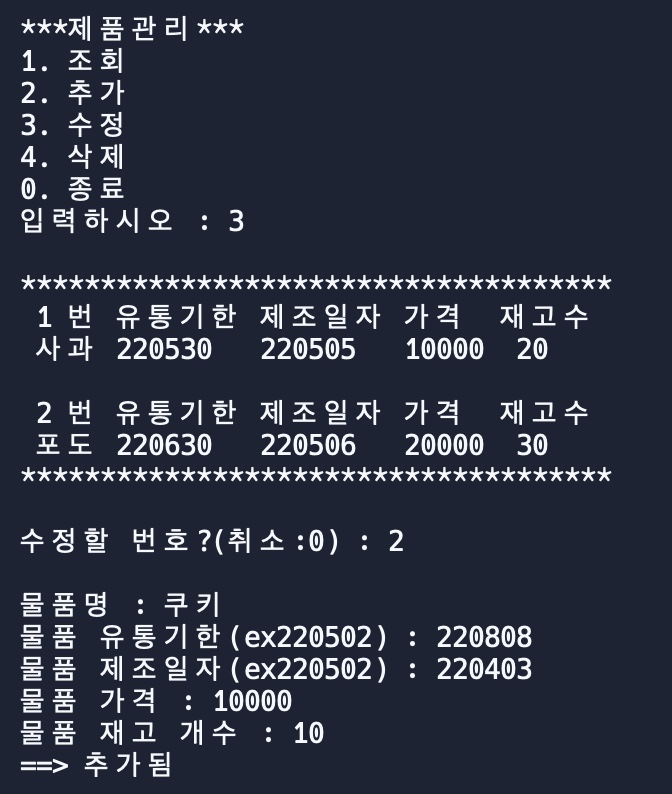 ***제품관리***
1. 조회
2. 추가
3. 수정
4. 삭제
0. 종료
입력하시오 : 3
*************************************
1 번 유통기한 제조일자 가격 재고수
사과 220530 220505 10000 20
2 번 유통기한 제조일자 가격 재고수
포도 220630 220506 20000 30
*************************************
수정할 번호?(취소:0) : 2
물품명 : 쿠키
물품 유통기한(ex220502) : 220808
물품 제조일자(ex220502) : 220403
물품 가격 : 10000
물품 재고 개수 : 10
==> 추가됨